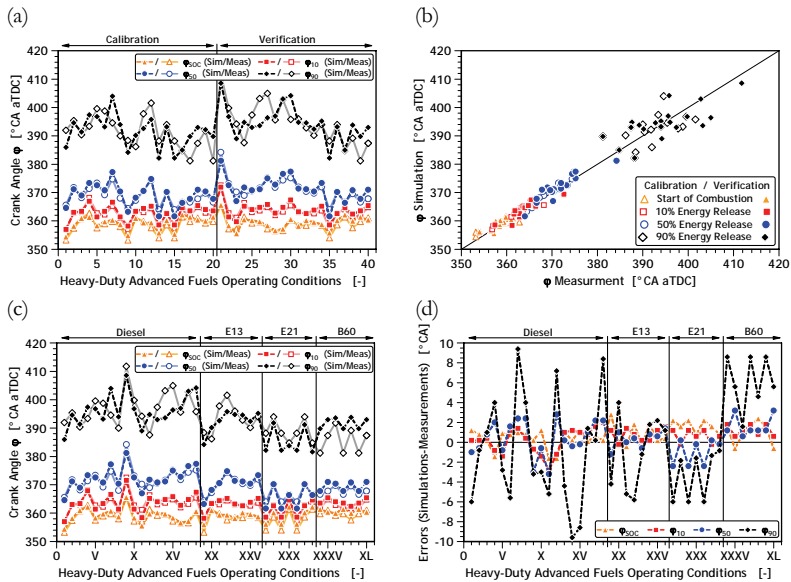 (a)
Calibration Verification
/ φSOC (Sim/Meas) / φ10 (Sim/Meas)
/ φ50 (Sim/Meas) / φ90 (Sim/Meas)
Crank Angle φ [°CA aTDC]
420
410
400
390
380
370
360
350
0 5 10 15 20 25 30 35 40
Heavy-Duty Advanced Fuels Operating Conditions [-]
(b)
φ Simulation [°CA aTDC]
420
410
400
390
380
370
360
350
Calibration / Verification
Start of Combustion
10% Energy Release
50% Energy Release
90% Energy Release
350 360 370 380 390 400 410 420
φ Measurment [°CA aTDC]
(c)
Diesel E13 E21 B60
/ φSOC (Sim/Meas) / φ10 (Sim/Meas)
/ φ50 (Sim/Meas) / φ90 (Sim/Meas)
Crank Angle φ [°CA aTDC]
420
410
400
390
380
370
360
350
0 V X XV XX XXV XXX XXXV XL
Heavy-Duty Advanced Fuels Operating Conditions [-]
(d)
Diesel E13 E21 B60
Errors (Simulations-Measurements) [°CA]
10
8
6
4
2
0
-2
-4
-6
-8
-10
φSOC φ10 φ50 φ90
0 V X XV XX XXV XXX XXXV XL
Heavy-Duty Advanced Fuels Operating Conditions [-]